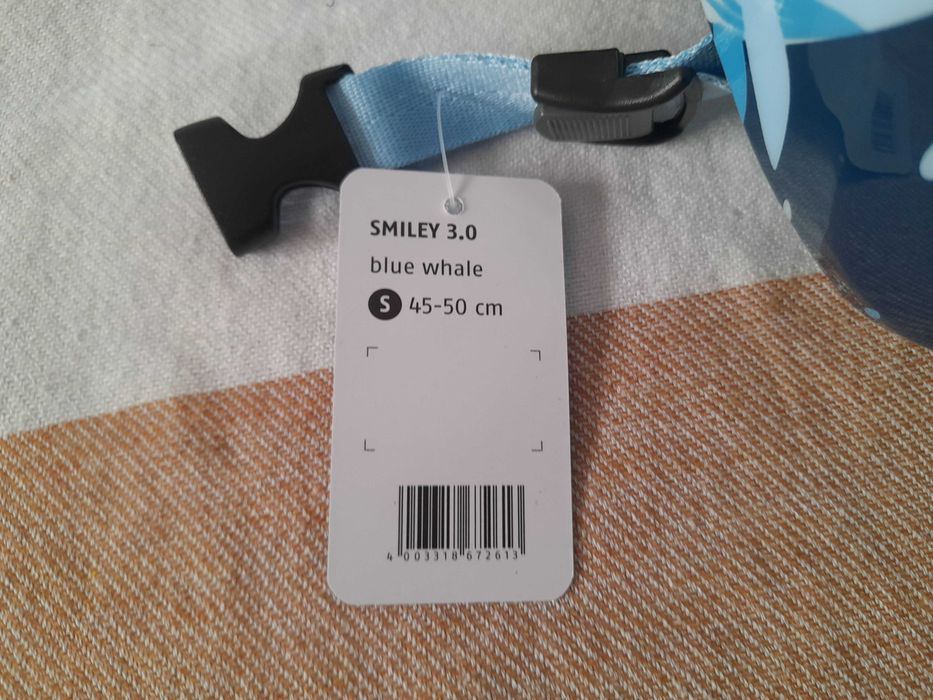 SMILEY 3.0
blue whale
S 45-50 cm
4 003318 672613